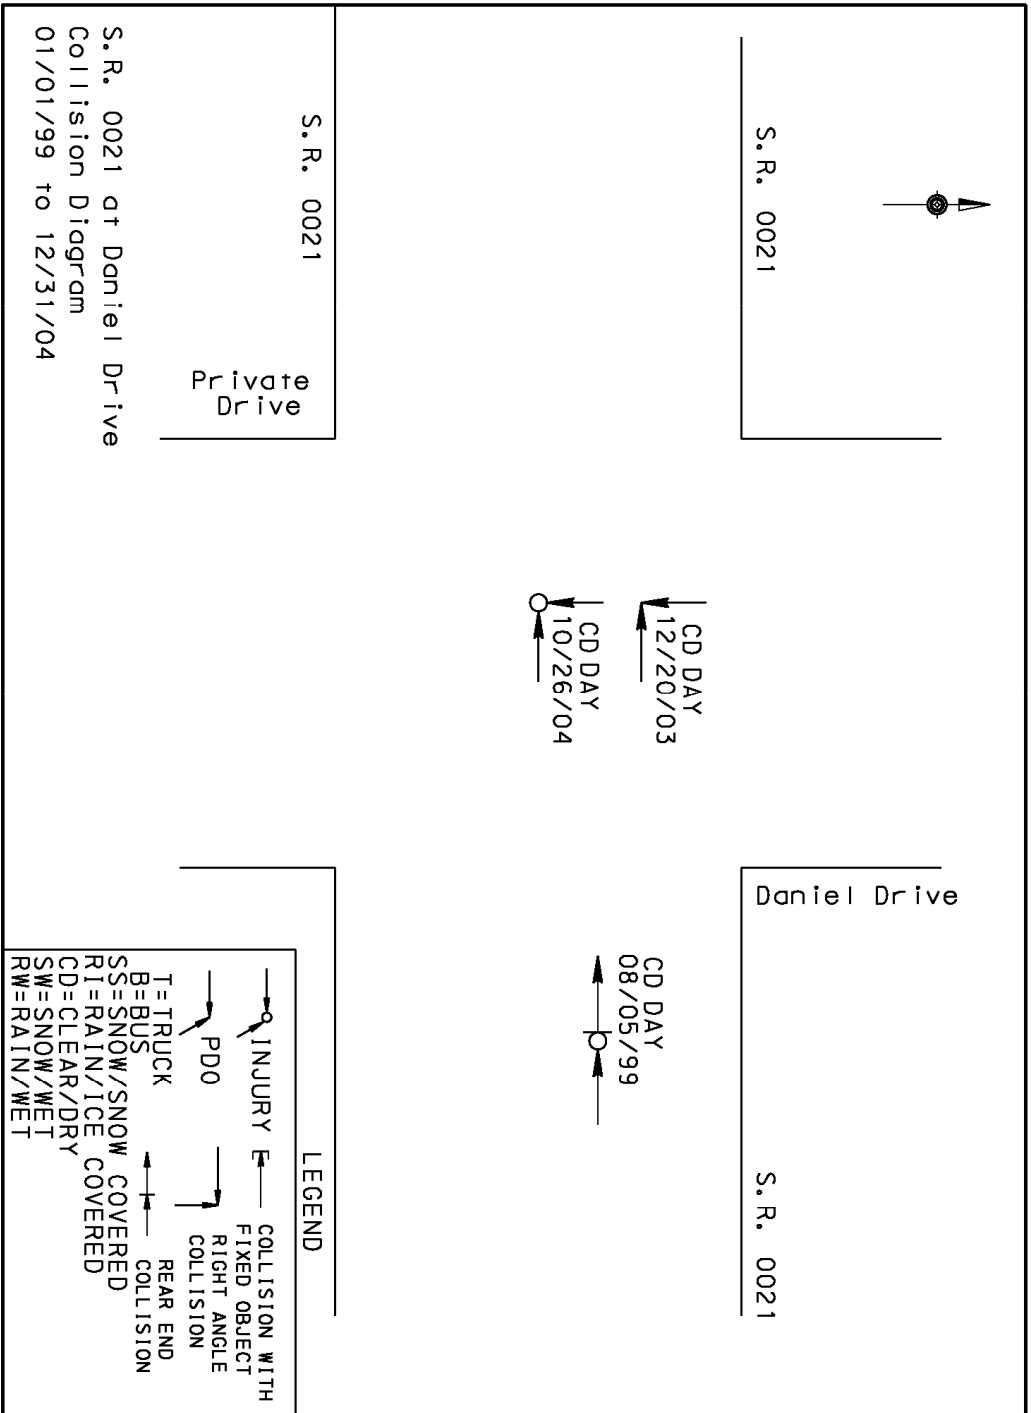 S.R. 0021
S.R. 0021
Daniel Drive
CD DAY
12/20/03
CD DAY
10/26/04
CD DAY
08/05/99
S.R. 0021
Private
Drive
S.R. 0021 at Daniel Drive
Collision Diagram
01/01/99 to 12/31/04
LEGEND
INJURY
COLLISION WITH
FIXED OBJECT
PDO
RIGHT ANGLE
COLLISION
T=TRUCK
REAR END
B=BUS
COLLISION
SS=SNOW/SNOW COVERED
RI=RAIN/ICE COVERED
CD=CLEAR/DRY
SW=SNOW/WET
RW=RAIN/WET